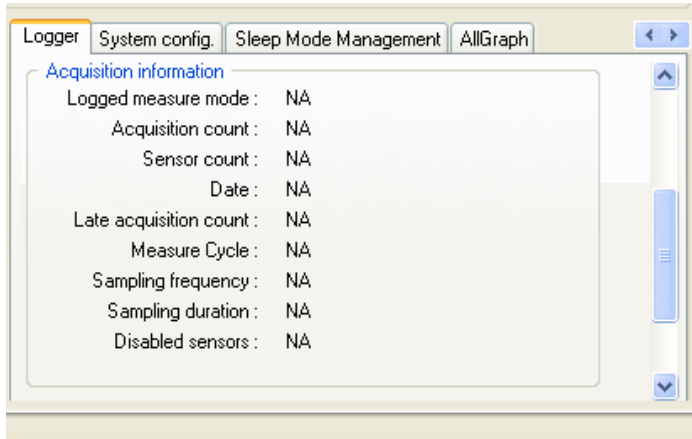 Logger System config. Sleep Mode Management AllGraph
Acquisition information
Logged measure mode : NA
Acquisition count : NA
Sensor count : NA
Date : NA
Late acquisition count : NA
Measure Cycle : NA
Sampling frequency : NA
Sampling duration : NA
Disabled sensors : NA